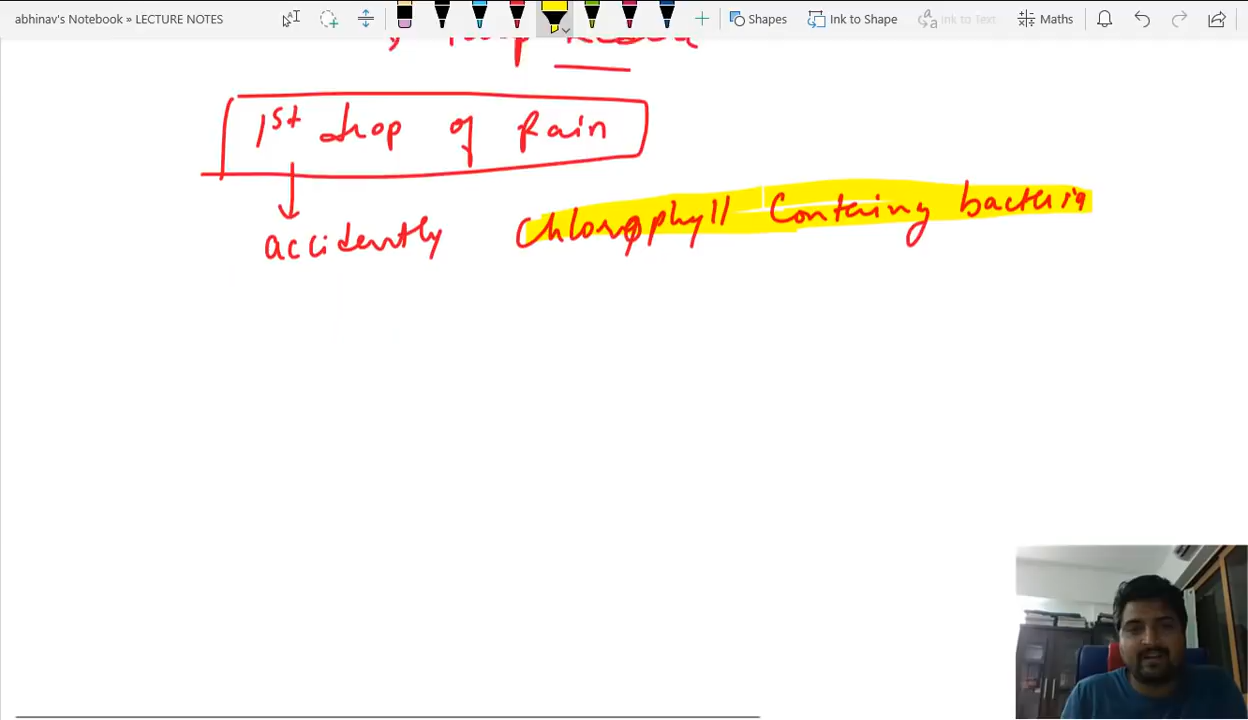 abhinav's Notebook » LECTURE NOTES
Shapes
Ink to Shape
Ink to Text
Maths
1st drop of Rain
accidently Chlorophyll Containg bacteria